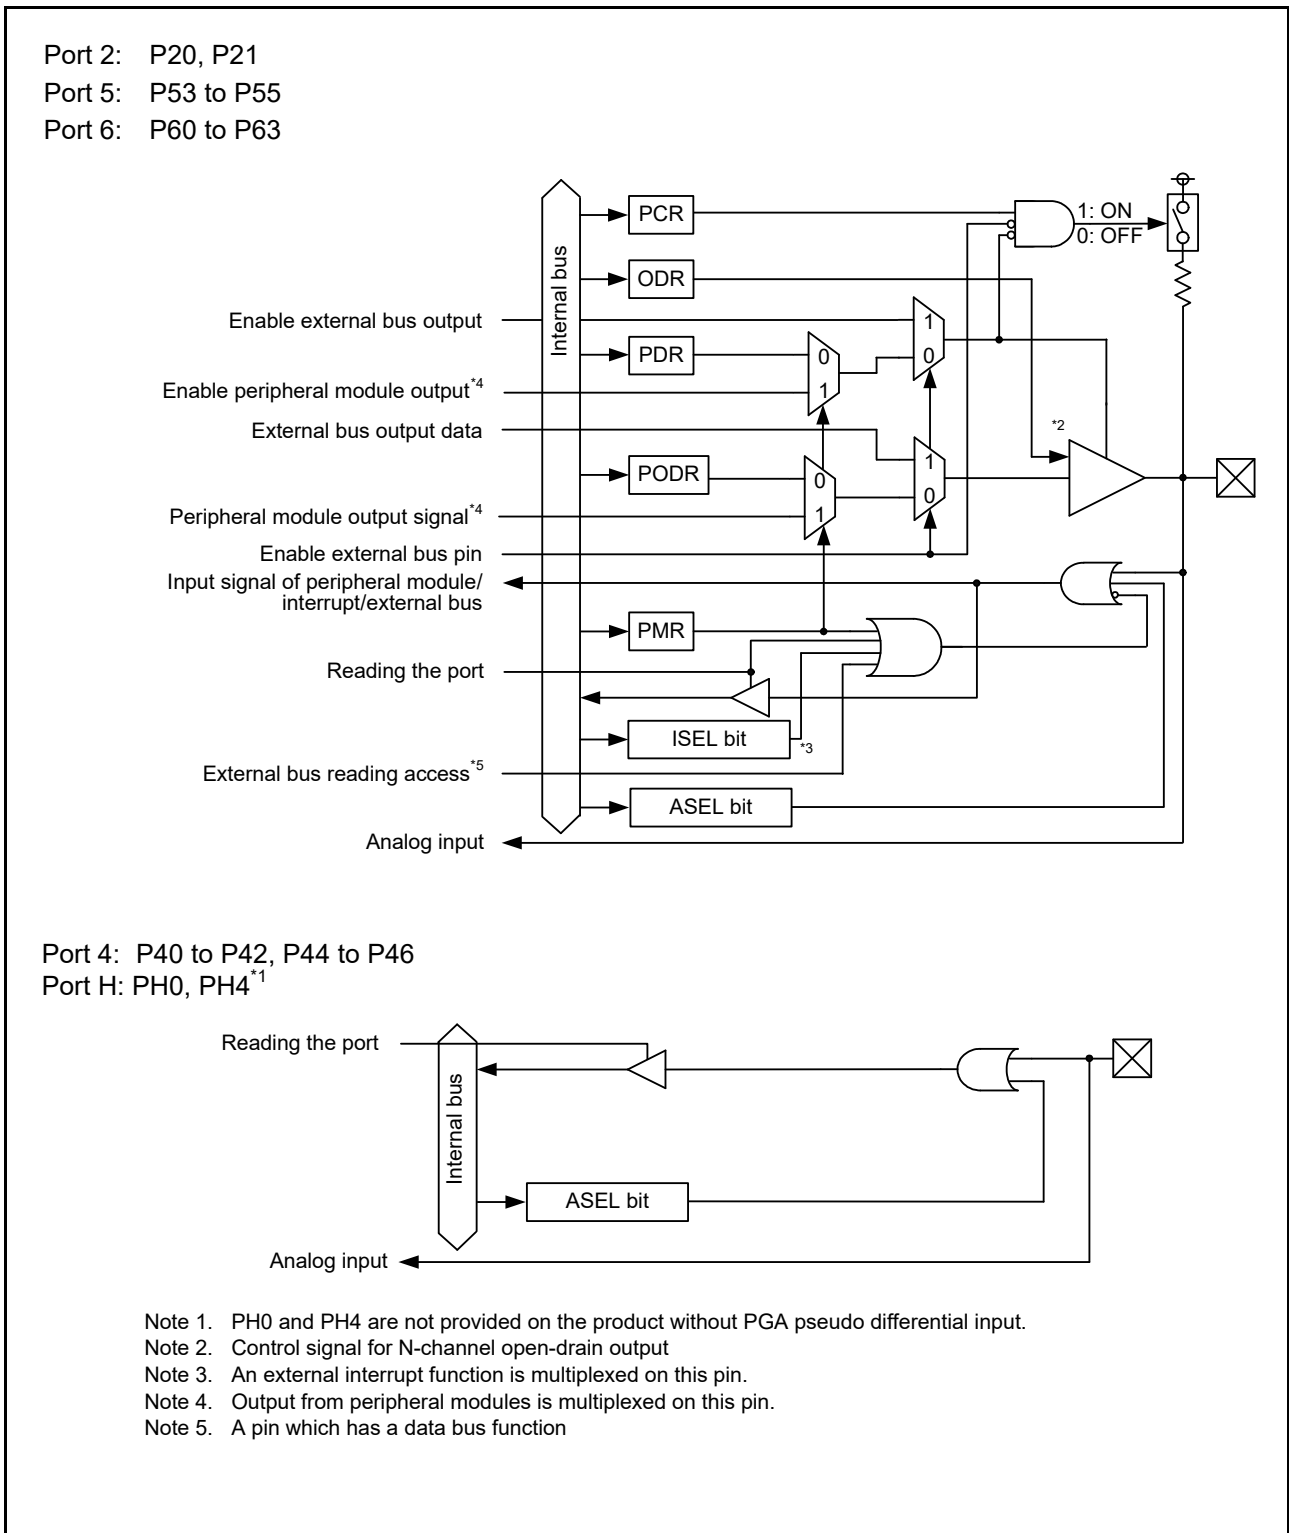 Port 2: P20, P21
Port 5: P53 to P55
Port 6: P60 to P63
PCR
1: ON
0: OFF
ODR
Internal bus
Enable external bus output
1
0
PDR
0
1
Enable peripheral module output*4
External bus output data
*2
PODR
0
1
1
0
Peripheral module output signal*4
Enable external bus pin
Input signal of peripheral module/
interrupt/external bus
PMR
Reading the port
ISEL bit
*3
External bus reading access*5
ASEL bit
Analog input
Port 4: P40 to P42, P44 to P46
Port H: PH0, PH4*1
Reading the port
Internal bus
ASEL bit
Analog input
Note 1. PH0 and PH4 are not provided on the product without PGA pseudo differential input.
Note 2. Control signal for N-channel open-drain output
Note 3. An external interrupt function is multiplexed on this pin.
Note 4. Output from peripheral modules is multiplexed on this pin.
Note 5. A pin which has a data bus function